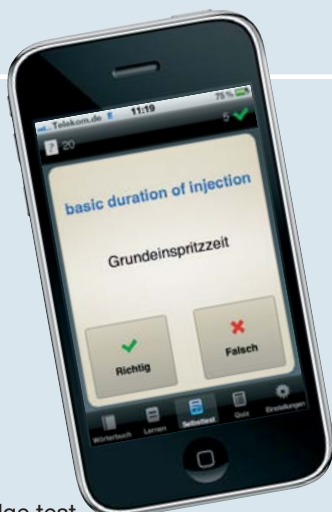 Telekom.de E 11:19 75 %
? 20 5
basic duration of injection
Grundeinspritzzeit
Richtig Falsch
Wörterbuch Lernen Selbsttest Quiz Einstellungen
dge test